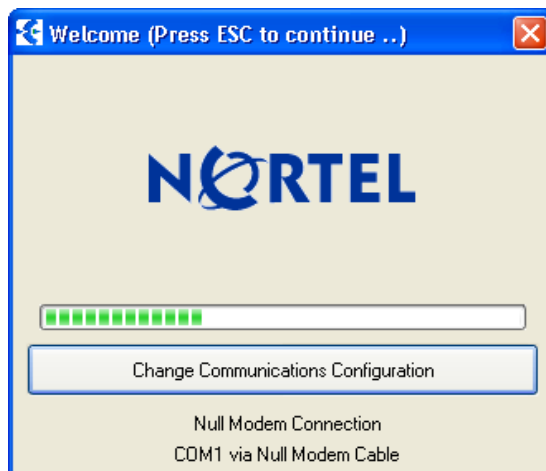 Welcome (Press ESC to continue ..)
NORTEL
Change Communications Configuration
Null Modem Connection
COM1 via Null Modem Cable